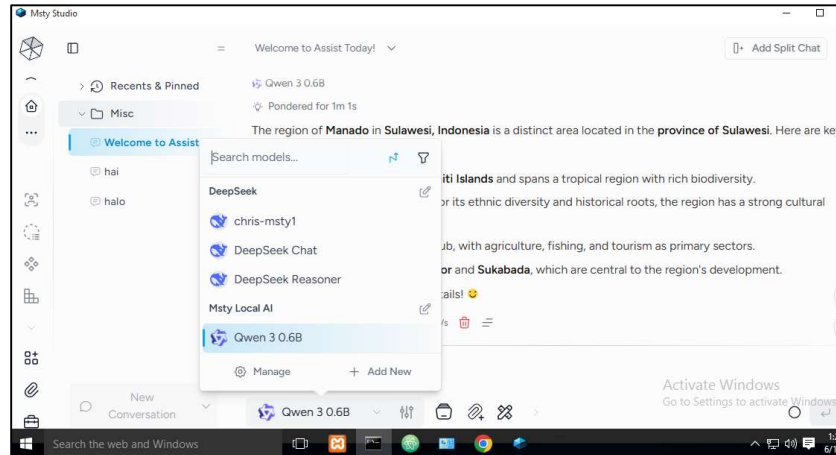 Msty Studio
Welcome to Assist Today!
Add Split Chat
Recents & Pinned
Misc
Welcome to Assist
hai
halo
Qwen 3 0.6B
Pondered for 1m 1s
The region of Manado in Sulawesi, Indonesia is a distinct area located in the province of Sulawesi. Here are ke
iti Islands and spans a tropical region with rich biodiversity.
or its ethnic diversity and historical roots, the region has a strong cultural
ub, with agriculture, fishing, and tourism as primary sectors.
or and Sukabada, which are central to the region's development.
tails! 😊
/s
Search models...
DeepSeek
chris-msty1
DeepSeek Chat
DeepSeek Reasoner
Msty Local AI
Qwen 3 0.6B
Manage
Add New
New
Conversation
Qwen 3 0.6B
Activate Windows
Go to Settings to activate Windows
Search the web and Windows
1:
6/1